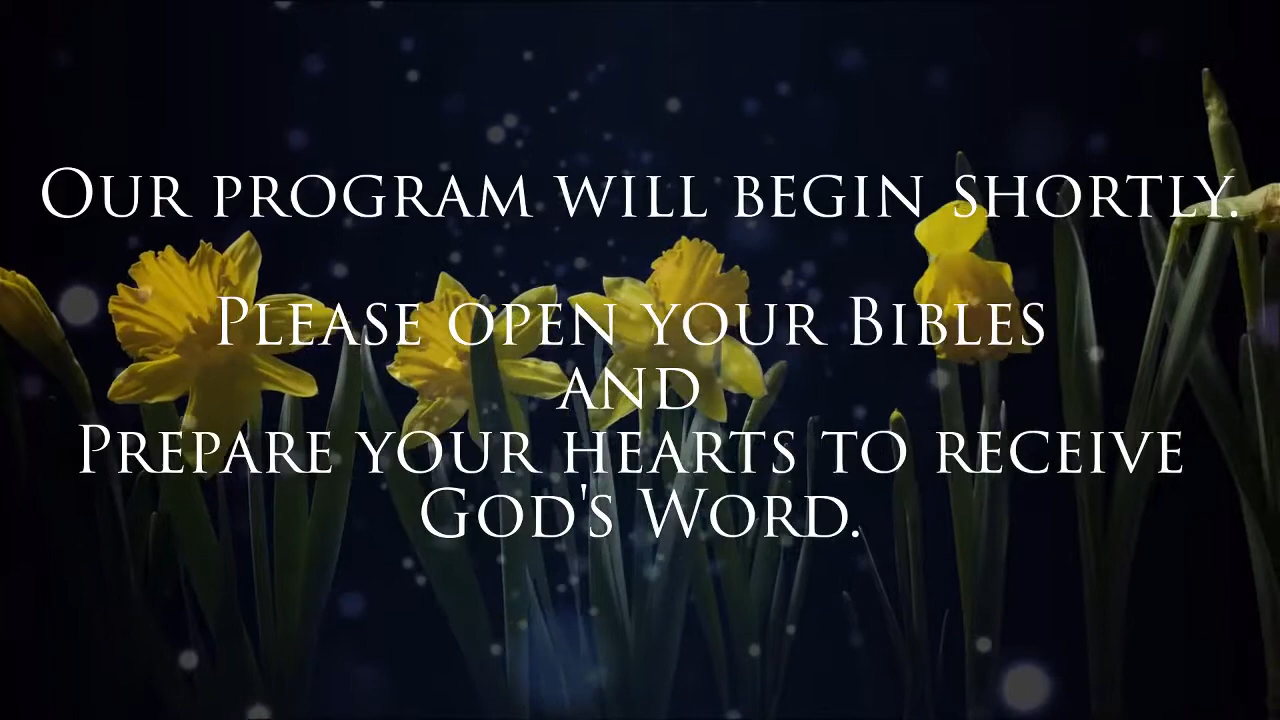 Our program will begin shortly.
Please open your Bibles
and
Prepare your hearts to receive
God's Word.